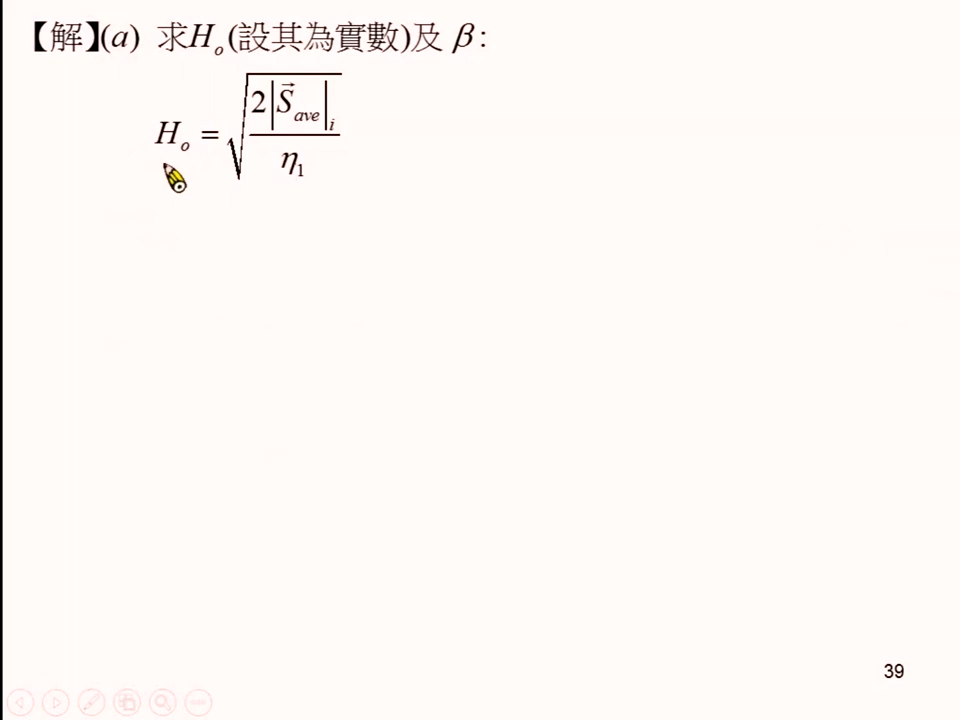 【解】(a) 求H_o (設其為實數)及 β:
H_o = √(2|S⃗_ave|_i / η_1)
39